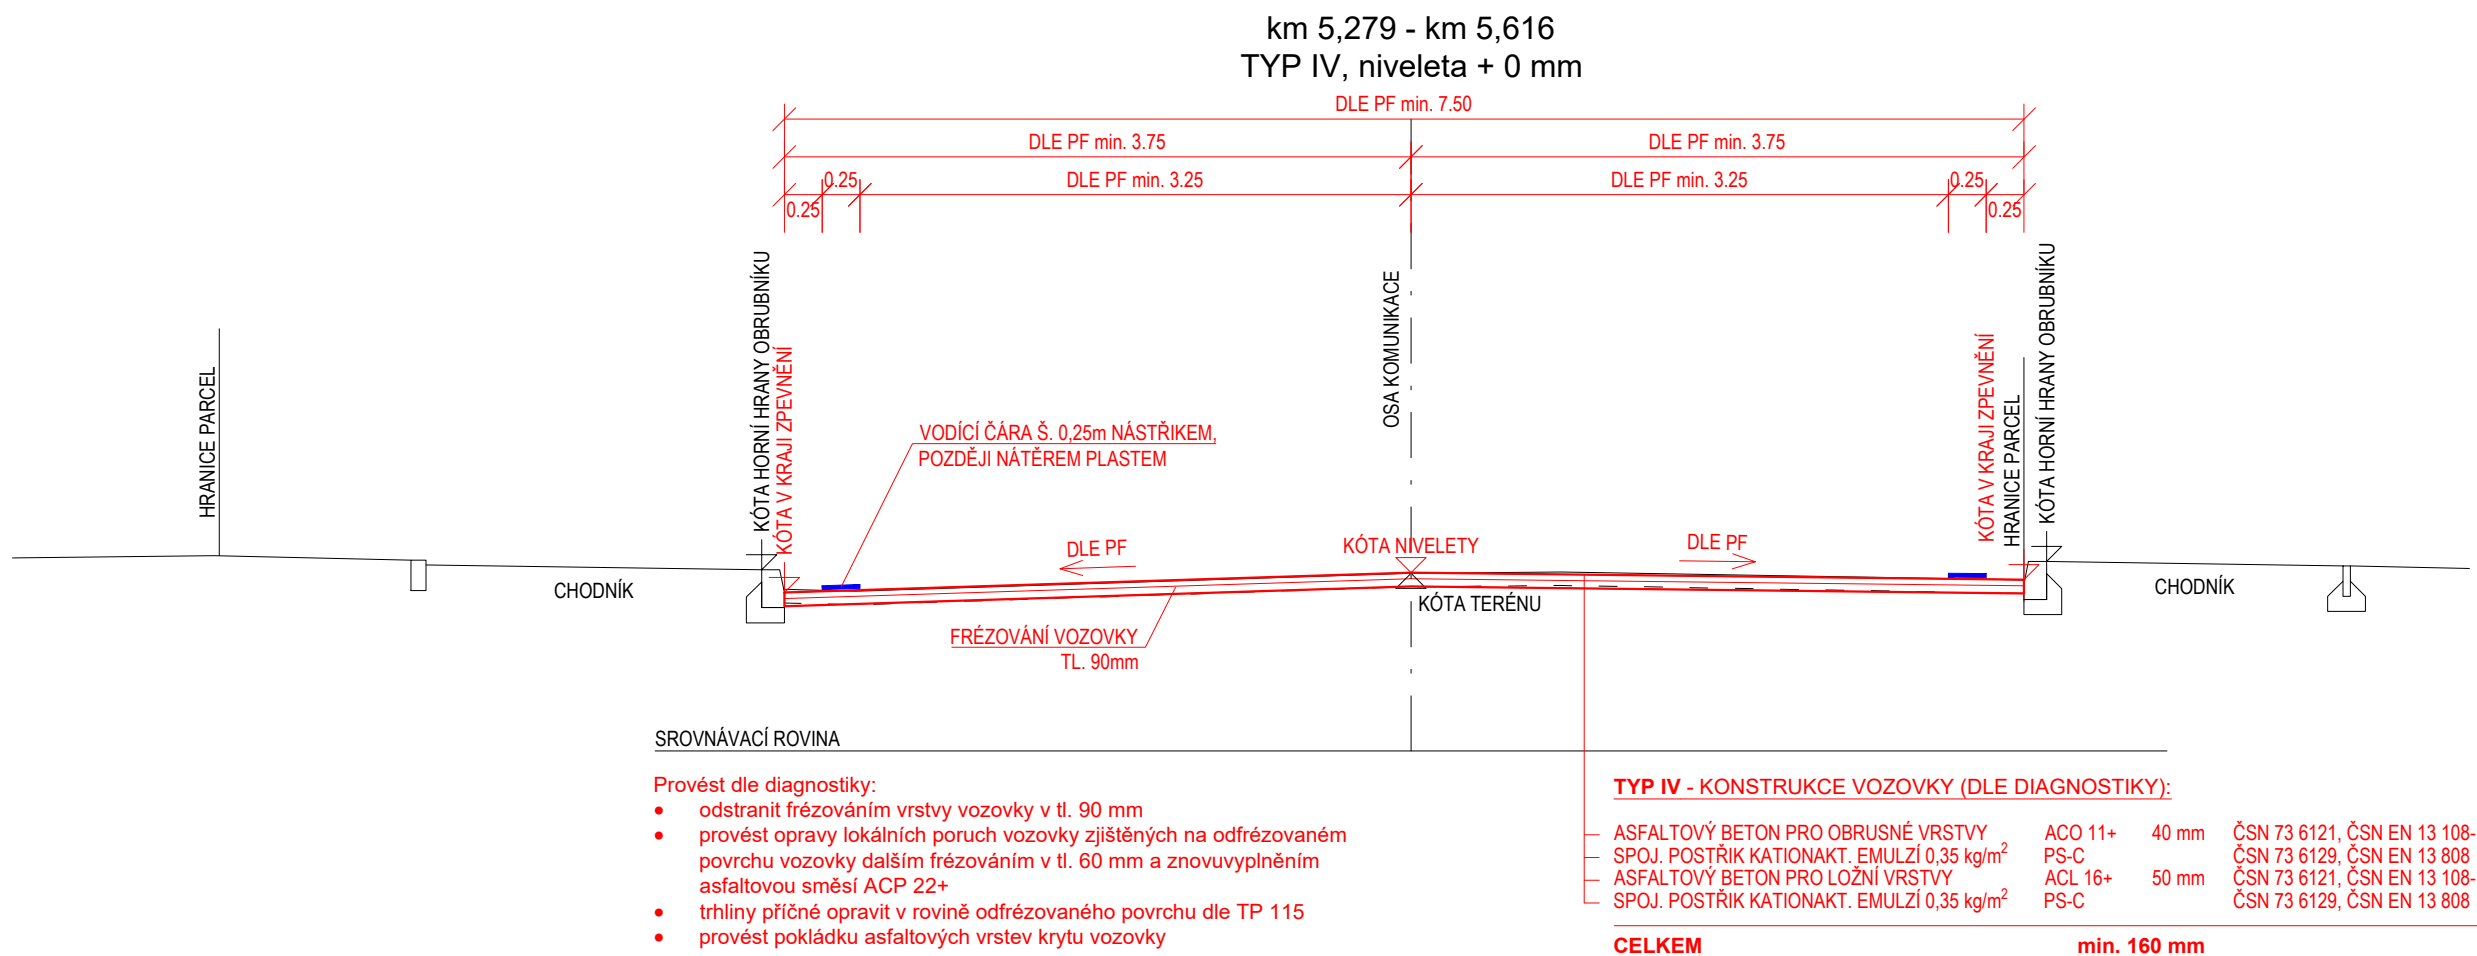 km 5,279 - km 5,616
TYP IV, niveleta + 0 mm
DLE PF min. 7.50
DLE PF min. 3.75
DLE PF min. 3.75
0.25
DLE PF min. 3.25
DLE PF min. 3.25
0.25
0.25
0.25
HRANICE PARCEL
KÓTA HORNÍ HRANY OBRUBNÍKU
KÓTA V KRAJI ZPEVNĚNÍ
OSA KOMUNIKACE
KÓTA V KRAJI ZPEVNĚNÍ
HRANICE PARCEL
KÓTA HORNÍ HRANY OBRUBNÍKU
VODÍCÍ ČÁRA Š. 0,25m NÁSTŘIKEM,
POZDĚJI NÁTĚREM PLASTEM
DLE PF
KÓTA NIVELETY
DLE PF
CHODNÍK
KÓTA TERÉNU
CHODNÍK
FRÉZOVÁNÍ VOZOVKY
TL. 90mm
SROVNÁVACÍ ROVINA
Provést dle diagnostiky:
• odstranit frézováním vrstvy vozovky v tl. 90 mm
• provést opravy lokálních poruch vozovky zjištěných na odfrézovaném
povrchu vozovky dalším frézováním v tl. 60 mm a znovuvyplněním
asfaltovou směsí ACP 22+
• trhliny příčné opravit v rovině odfrézovaného povrchu dle TP 115
• provést pokládku asfaltových vrstev krytu vozovky
TYP IV - KONSTRUKCE VOZOVKY (DLE DIAGNOSTIKY):
ASFALTOVÝ BETON PRO OBRUSNÉ VRSTVY ACO 11+ 40 mm ČSN 73 6121, ČSN EN 13 108-
SPOJ. POSTŘIK KATIONAKT. EMULZÍ 0,35 kg/m² PS-C ČSN 73 6129, ČSN EN 13 808
ASFALTOVÝ BETON PRO LOŽNÍ VRSTVY ACL 16+ 50 mm ČSN 73 6121, ČSN EN 13 108-
SPOJ. POSTŘIK KATIONAKT. EMULZÍ 0,35 kg/m² PS-C ČSN 73 6129, ČSN EN 13 808
CELKEM min. 160 mm